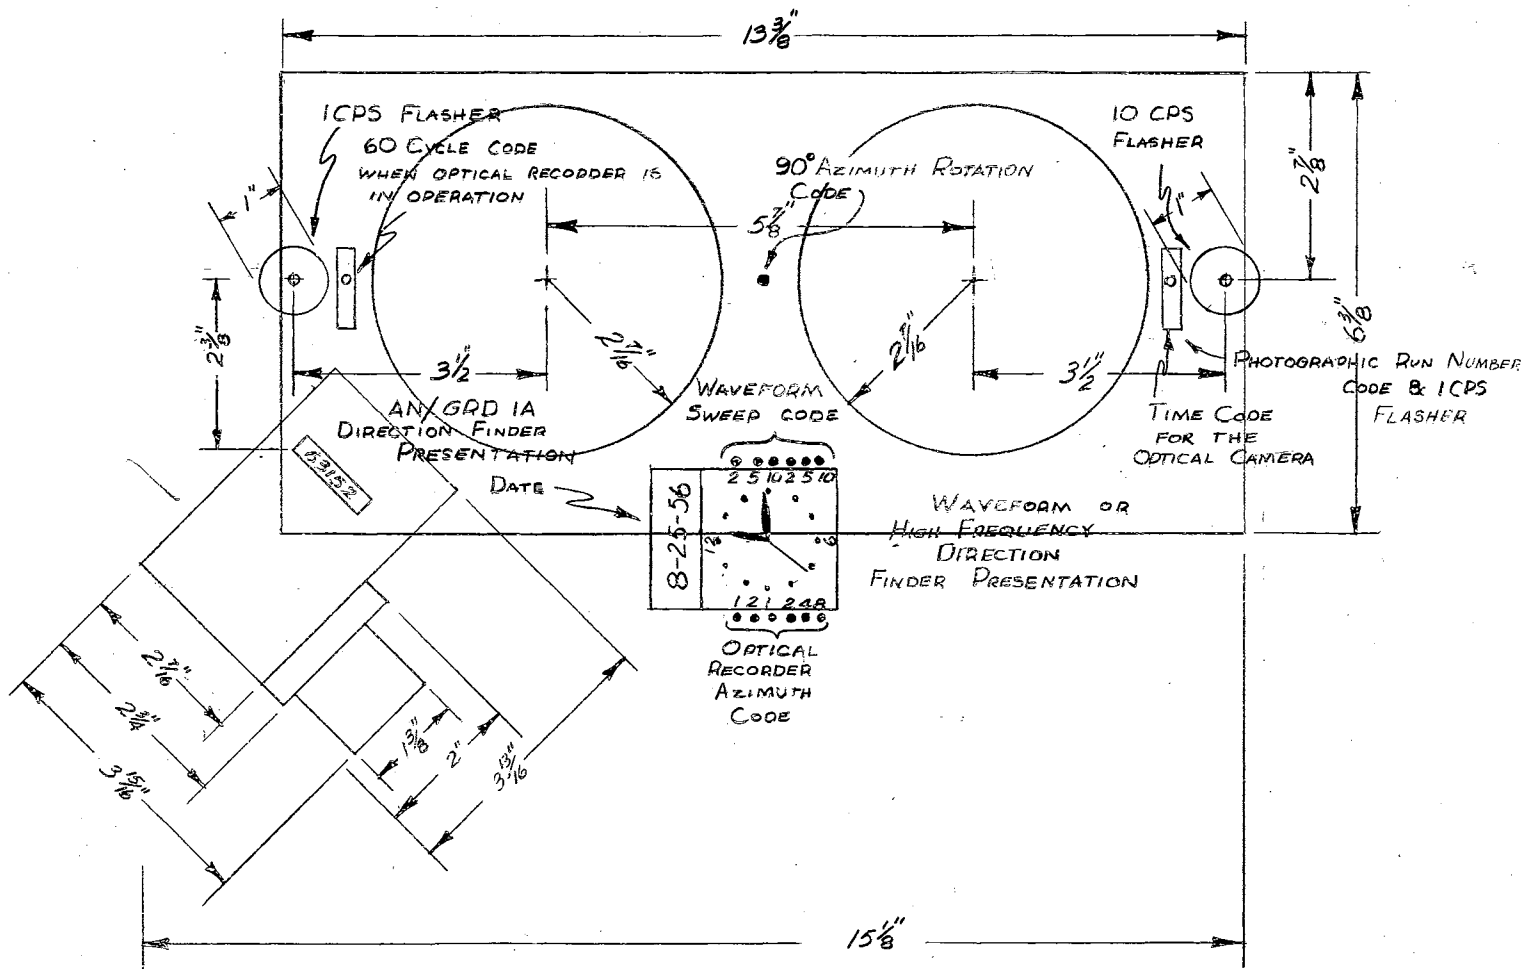 13 3/8"
1CPS FLASHER
60 CYCLE CODE
WHEN OPTICAL RECODDER IS
IN OPERATION
10 CPS
FLASHER
90° AZIMUTH ROTATION
CODE
1"
1"
5 7/8"
2 7/8"
6 3/8"
2 3/8"
3 1/2"
2 7/16"
2 7/16"
3 1/2"
PHOTOGRAPHIC RUN NUMBER
CODE & 1 CPS
FLASHER
WAVEFORM
SWEEP CODE
AN/GRD 1A
DIRECTION FINDER
PRESENTATION
TIME CODE
FOR THE
OPTICAL CAMERA
63152
DATE
2 5 10 2 5 10
8-25-56
12
6
1 2 1 2 4 8
WAVEFORM OR
HIGH FREQUENCY
DIRECTION
FINDER PRESENTATION
OPTICAL
RECORDER
AZIMUTH
CODE
2 7/16"
2 3/4"
3 15/16"
1 3/8"
2"
3 13/16"
15 1/8"